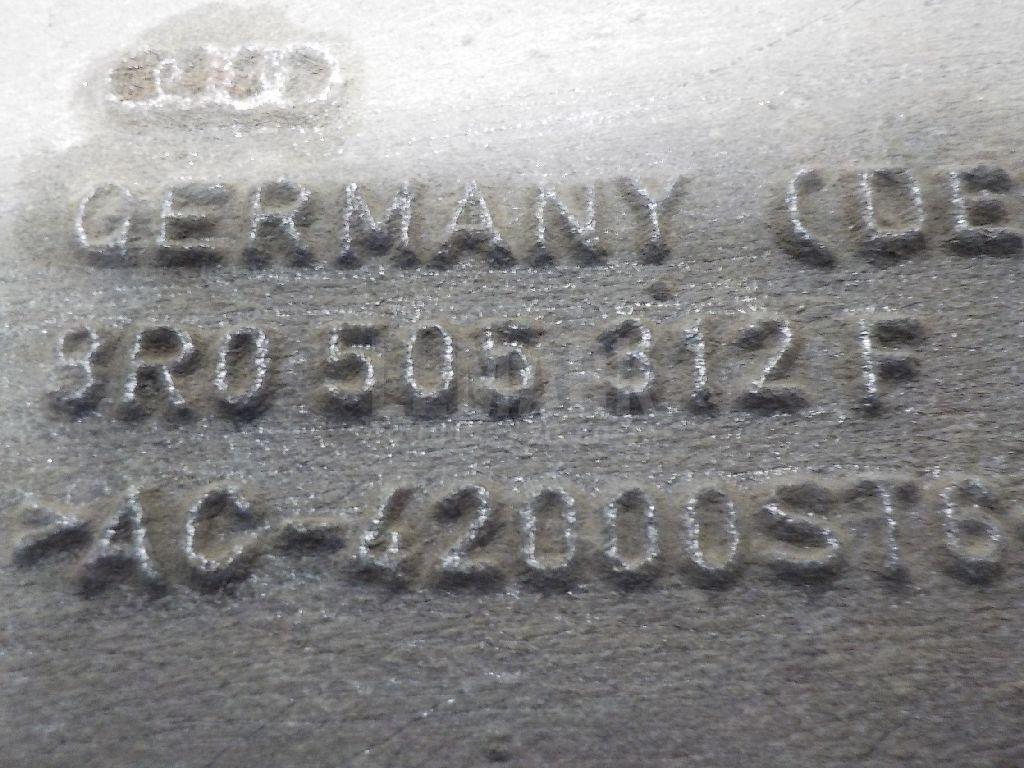 GERMANY (DE
8R0 505 312 F
>AC-42000ST6